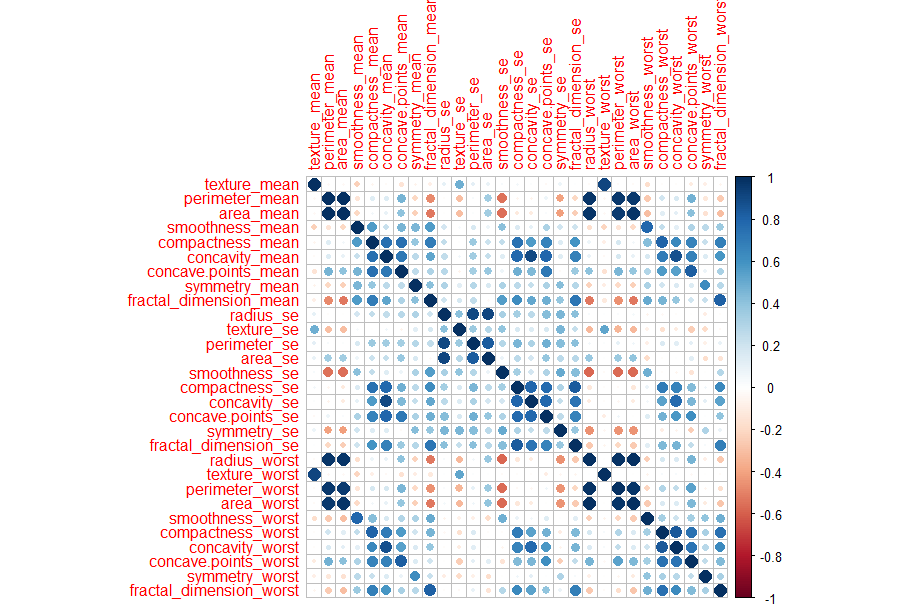 texture_mean
perimeter_mean
area_mean
smoothness_mean
compactness_mean
concavity_mean
concave.points_mean
symmetry_mean
fractal_dimension_mean
radius_se
texture_se
perimeter_se
area_se
smoothness_se
compactness_se
concavity_se
concave.points_se
symmetry_se
fractal_dimension_se
radius_worst
texture_worst
perimeter_worst
area_worst
smoothness_worst
compactness_worst
concavity_worst
concave.points_worst
symmetry_worst
fractal_dimension_worst
texture_mean
perimeter_mean
area_mean
smoothness_mean
compactness_mean
concavity_mean
concave.points_mean
symmetry_mean
fractal_dimension_mean
radius_se
texture_se
perimeter_se
area_se
smoothness_se
compactness_se
concavity_se
concave.points_se
symmetry_se
fractal_dimension_se
radius_worst
texture_worst
perimeter_worst
area_worst
smoothness_worst
compactness_worst
concavity_worst
concave.points_worst
symmetry_worst
fractal_dimension_worst
1
0.8
0.6
0.4
0.2
0
-0.2
-0.4
-0.6
-0.8
-1